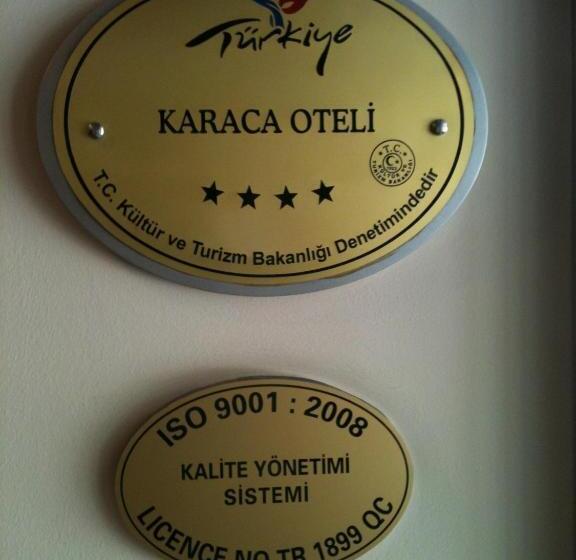 Türkiye
KARACA OTELİ
T.C. Kültür ve Turizm Bakanlığı Denetimindedir
ISO 9001 : 2008
KALİTE YÖNETİMİ
SİSTEMİ
LICENCE NO TR 1899 QC